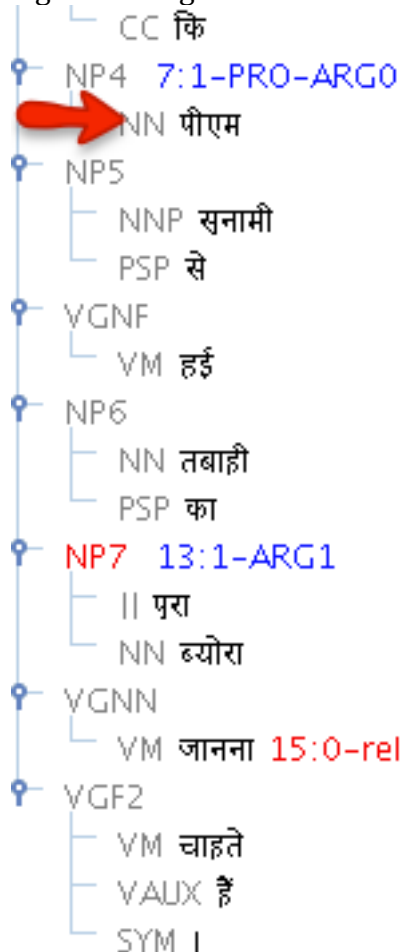 CC कि
NP4 7:1-PRO-ARG0
NN पीएम
NP5
NNP सुनामी
PSP से
VGNF
VM हुई
NP6
NN तबाही
PSP का
NP7 13:1-ARG1
JJ पूरा
NN ब्योरा
VGNN
VM जानना 15:0-rel
VGF2
VM चाहते
VAUX हैं
SYM ।